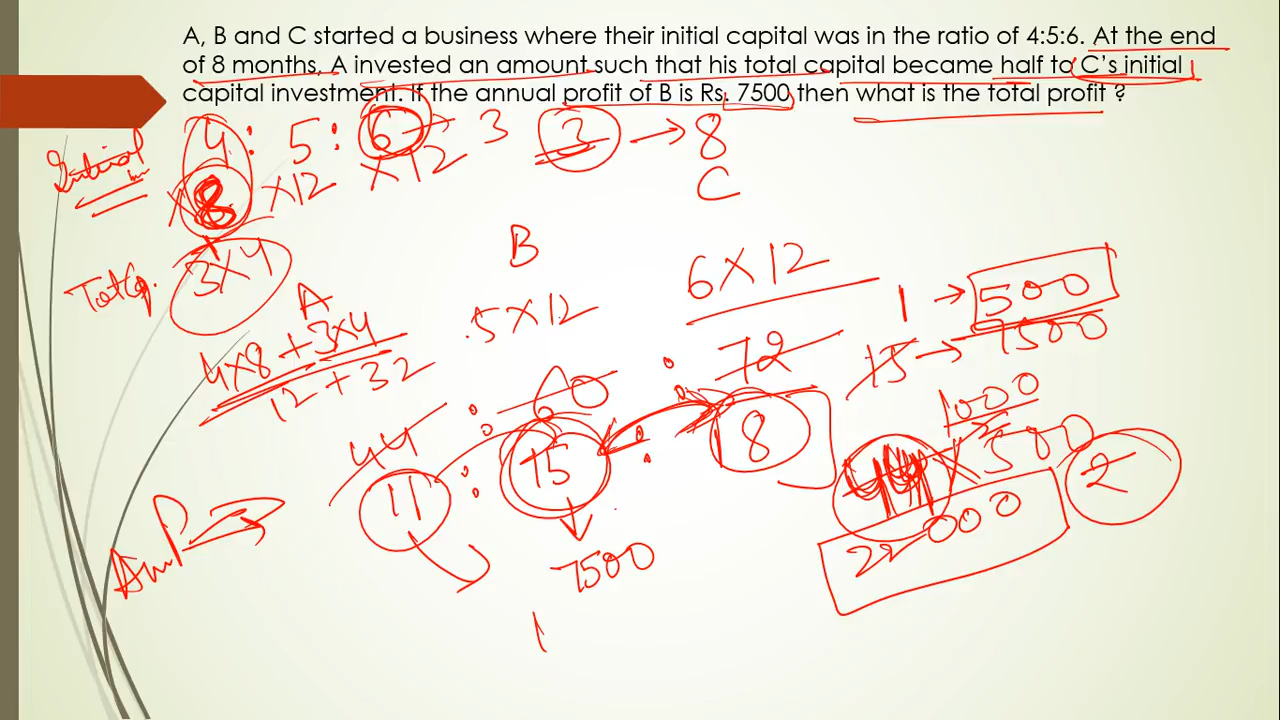 A, B and C started a business where their initial capital was in the ratio of 4:5:6. At the end
of 8 months, A invested an amount such that his total capital became half to C's initial
capital investment. If the annual profit of B is Rs. 7500 then what is the total profit ?
Initial 4 : 5 : 6 → 3 3 → 8
×8 ×12 ×12 C
3×4
A B
4×8 + 3×4 5×12 6×12
12 + 32
1 → 500
15 → 7500
44 : 60 : 72
11 : 15 : 18
1000
44 × 500 2
22000
7500
1